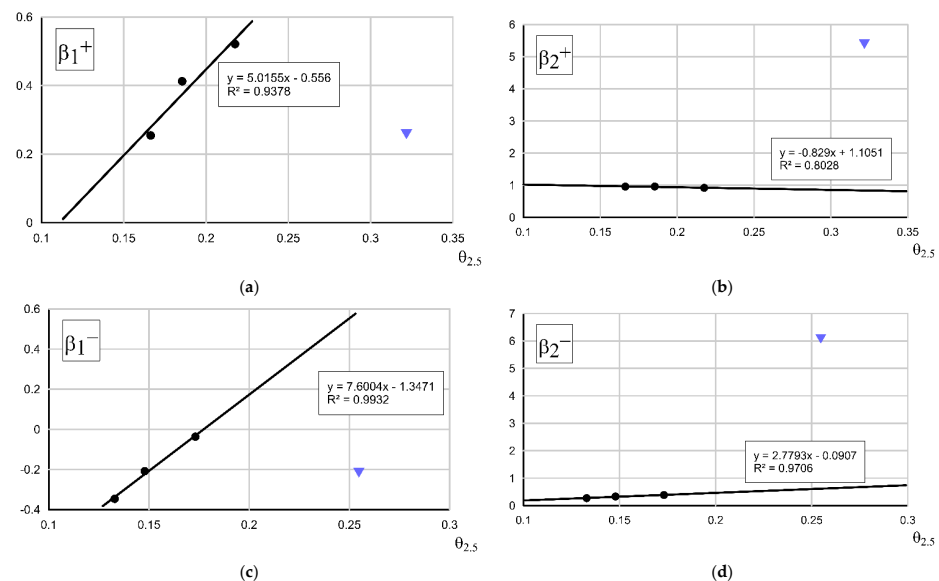 0.6
0.4
0.2
0
β₁⁺
y = 5.0155x - 0.556
R² = 0.9378
0.1 0.15 0.2 0.25 0.3 0.35
θ₂.₅
(a)
6
5
4
3
2
1
0
β₂⁺
y = -0.829x + 1.1051
R² = 0.8028
0.1 0.15 0.2 0.25 0.3 0.35
θ₂.₅
(b)
0.6
0.4
0.2
0
-0.2
-0.4
β₁⁻
y = 7.6004x - 1.3471
R² = 0.9932
0.1 0.15 0.2 0.25 0.3
θ₂.₅
(c)
7
6
5
4
3
2
1
0
β₂⁻
y = 2.7793x - 0.0907
R² = 0.9706
0.1 0.15 0.2 0.25 0.3
θ₂.₅
(d)